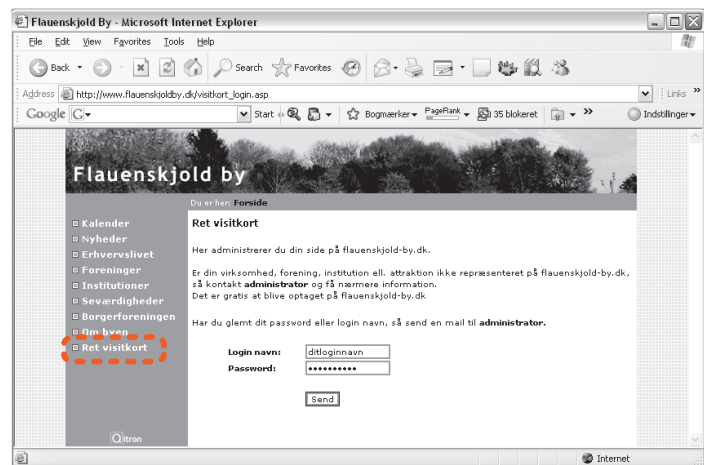 Flauenskjold By - Microsoft Internet Explorer
File Edit View Favorites Tools Help
Back Search Favorites
Address http://www.flauenskjoldby.dk/visitkort_login.asp Links »
Google G Start Bogmærker PageRank 35 blokeret » Indstillinger
Flauenskjold by
Du er her: Forside
Kalender
Nyheder
Erhvervslivet
Foreninger
Institutioner
Seværdigheder
Borgerforeningen
Om byen
Ret visitkort
Qitron
Ret visitkort
Her administrerer du din side på flauenskjold-by.dk.
Er din virksomhed, forening, institution ell. attraktion ikke repræsenteret på flauenskjold-by.dk,
så kontakt administrator og få nærmere information.
Det er gratis at blive optaget på flauenskjold-by.dk
Har du glemt dit password eller login navn, så send en mail til administrator.
Login navn: ditloginnavn
Password: ••••••••••
Send
Internet